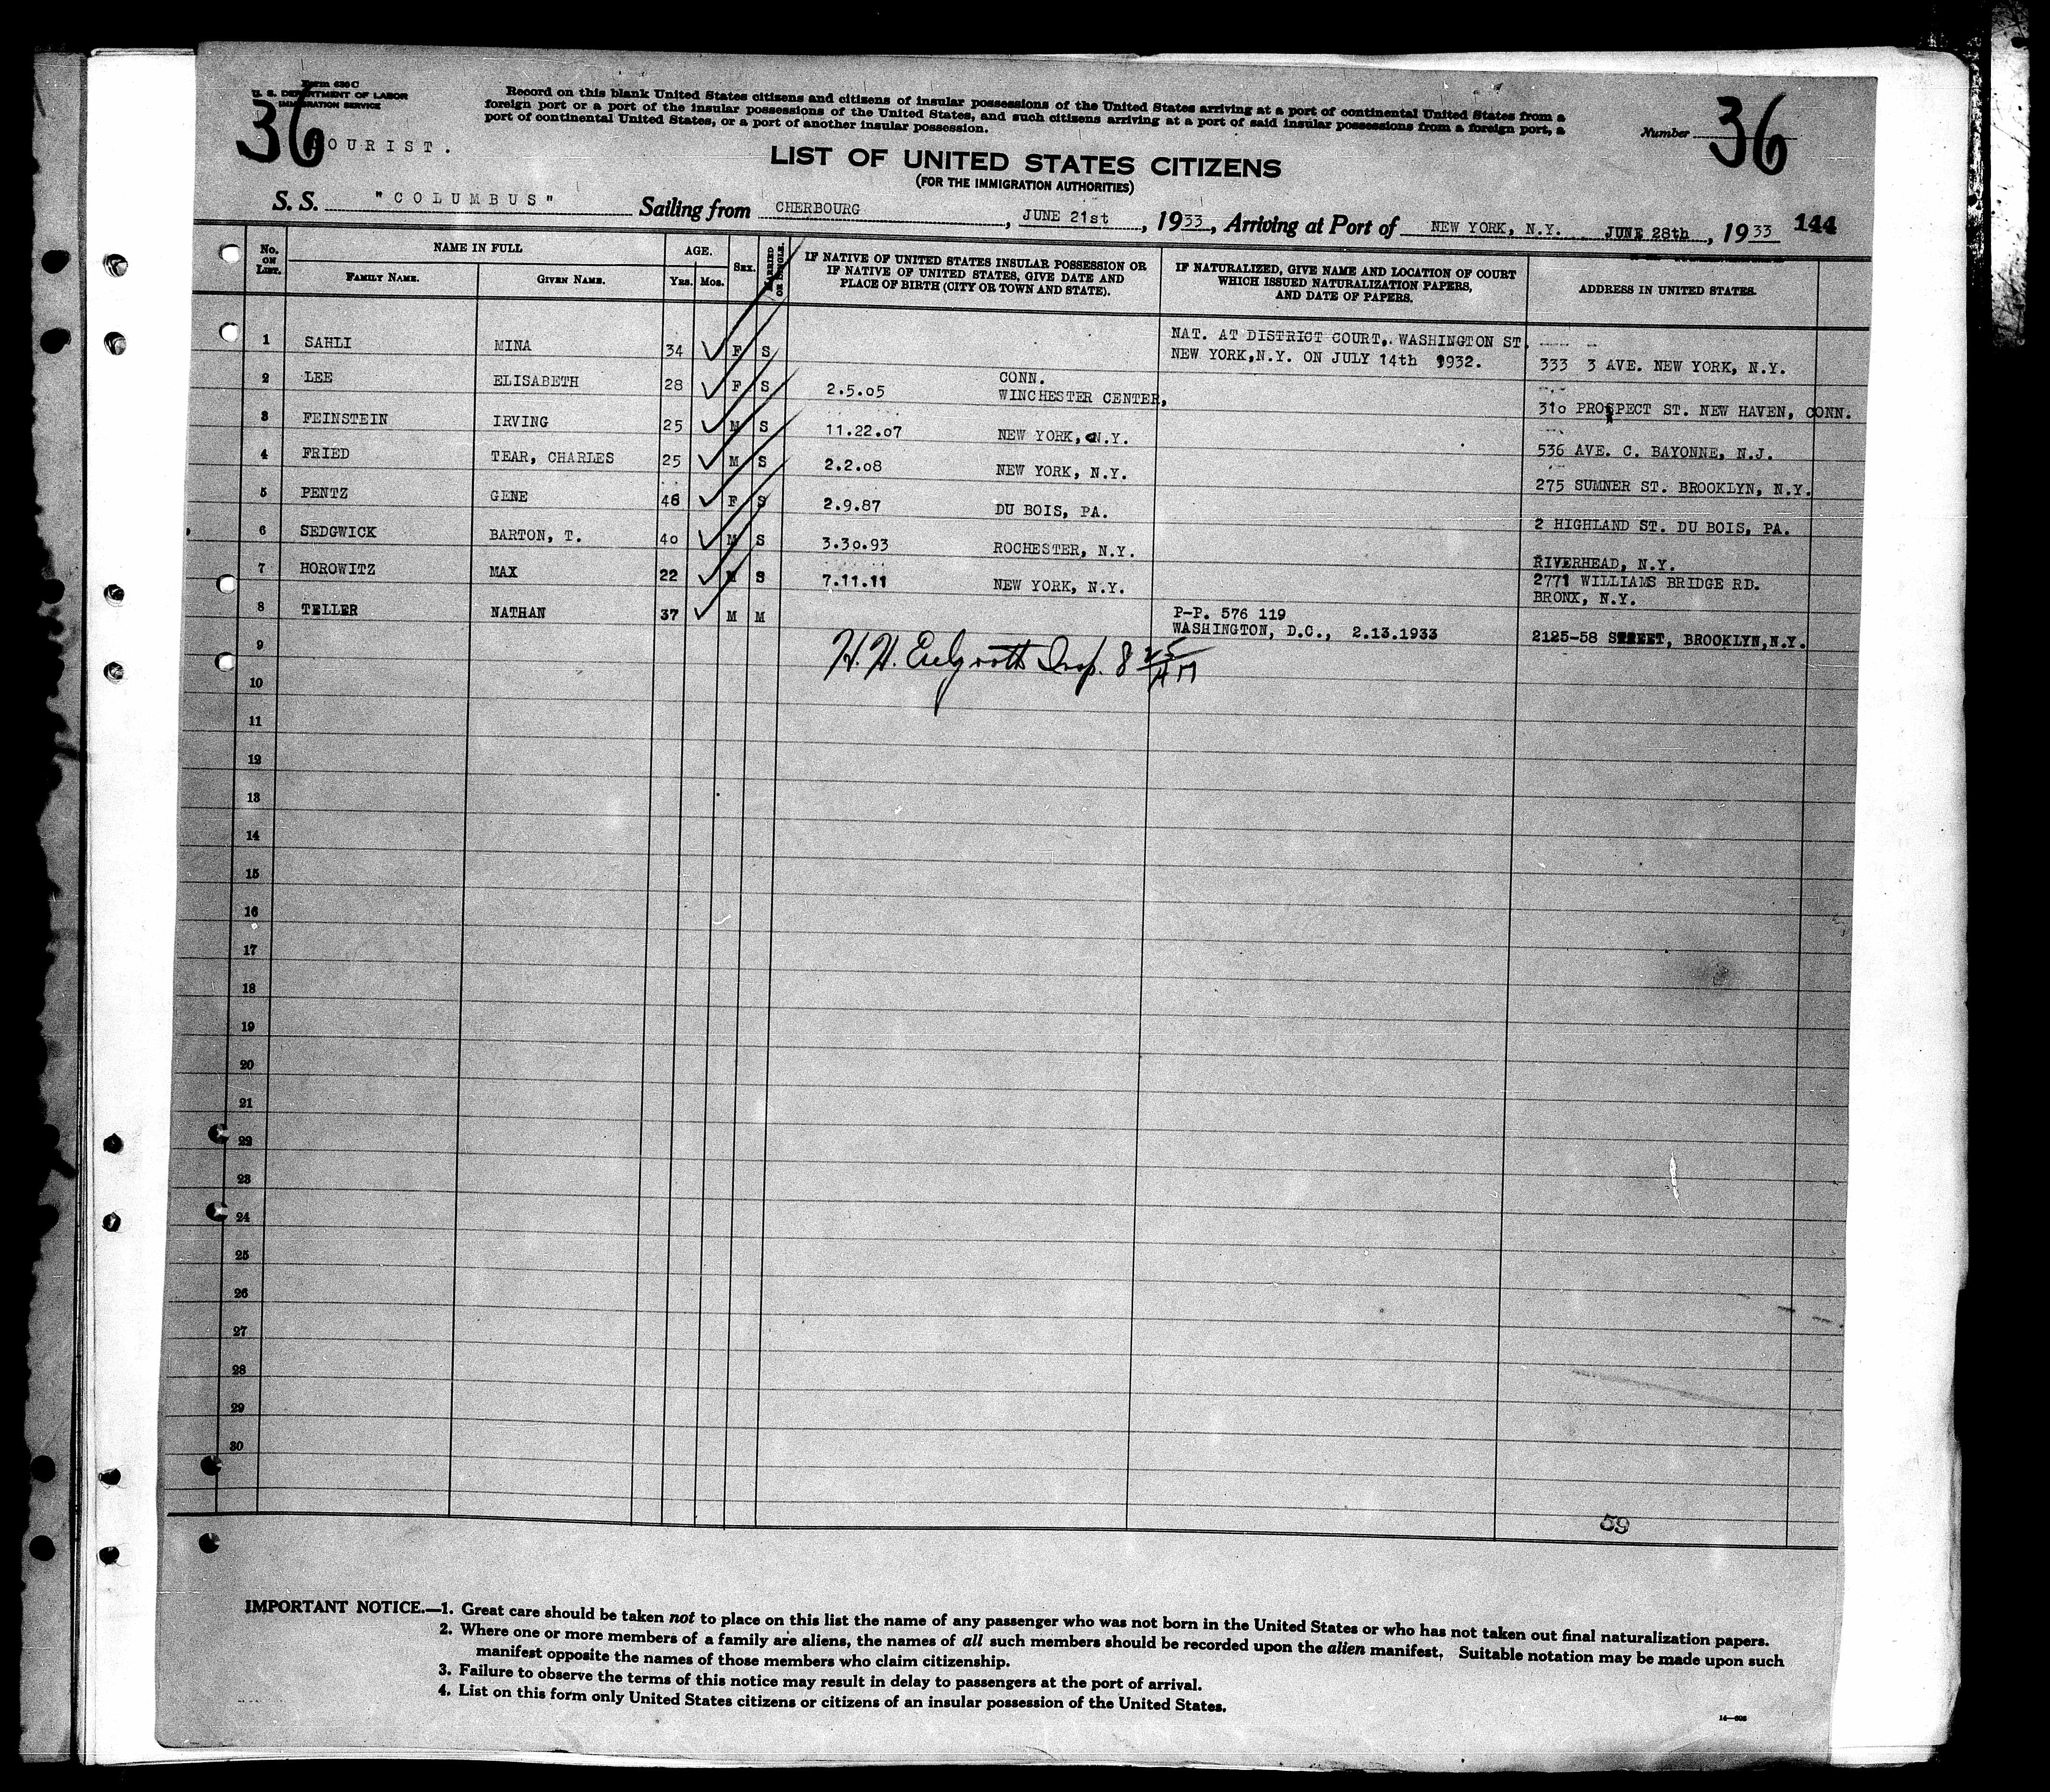 Form 630 C
U. S. DEPARTMENT OF LABOR
IMMIGRATION SERVICE
36
OURIST.
Record on this blank United States citizens and citizens of insular possessions of the United States arriving at a port of continental United States from a
foreign port or a port of the insular possessions of the United States, and such citizens arriving at a port of said insular possessions from a foreign port, a
port of continental United States, or a port of another insular possession.
Number 36
LIST OF UNITED STATES CITIZENS
(FOR THE IMMIGRATION AUTHORITIES)
S. S. "COLUMBUS" Sailing from CHERBOURG, JUNE 21st, 1933, Arriving at Port of NEW YORK, N.Y. JUNE 28th, 1933 144
No. ON LIST. NAME IN FULL FAMILY NAME. GIVEN NAME. AGE. YRS. MOS. SEX. MARRIED OR SINGLE. IF NATIVE OF UNITED STATES INSULAR POSSESSION OR IF NATIVE OF UNITED STATES, GIVE DATE AND PLACE OF BIRTH (CITY OR TOWN AND STATE). IF NATURALIZED, GIVE NAME AND LOCATION OF COURT WHICH ISSUED NATURALIZATION PAPERS, AND DATE OF PAPERS. ADDRESS IN UNITED STATES.
1 SAHLI MINA 34 F S NAT. AT DISTRICT COURT, WASHINGTON ST. NEW YORK,N.Y. ON JULY 14th 1932. 333 3 AVE. NEW YORK, N.Y.
2 LEE ELISABETH 28 F S 2.5.05 CONN. WINCHESTER CENTER, 310 PROSPECT ST. NEW HAVEN, CONN.
3 FEINSTEIN IRVING 25 M S 11.22.07 NEW YORK, N.Y. 536 AVE. C. BAYONNE, N.J.
4 FRIED TEAR, CHARLES 25 M S 2.2.08 NEW YORK, N.Y. 275 SUMNER ST. BROOKLYN, N.Y.
5 PENTZ GENE 46 F S 2.9.87 DU BOIS, PA. 2 HIGHLAND ST. DU BOIS, PA.
6 SEDGWICK BARTON, T. 40 M S 3.30.93 ROCHESTER, N.Y. RIVERHEAD, N.Y.
7 HOROWITZ MAX 22 M S 7.11.11 NEW YORK, N.Y. 2771 WILLIAMS BRIDGE RD. BRONX, N.Y.
8 TELLER NATHAN 37 M M P-P. 576 119 WASHINGTON, D.C., 2.13.1933 2125-58 STREET, BROOKLYN,N.Y.
9 H. H. Insp. 8 25 AM
10
11
12
13
14
15
16
17
18
19
20
21
22
23
24
25
26
27
28
29
30
59
IMPORTANT NOTICE.—1. Great care should be taken not to place on this list the name of any passenger who was not born in the United States or who has not taken out final naturalization papers.
2. Where one or more members of a family are aliens, the names of all such members should be recorded upon the alien manifest. Suitable notation may be made upon such
manifest opposite the names of those members who claim citizenship.
3. Failure to observe the terms of this notice may result in delay to passengers at the port of arrival.
4. List on this form only United States citizens or citizens of an insular possession of the United States.